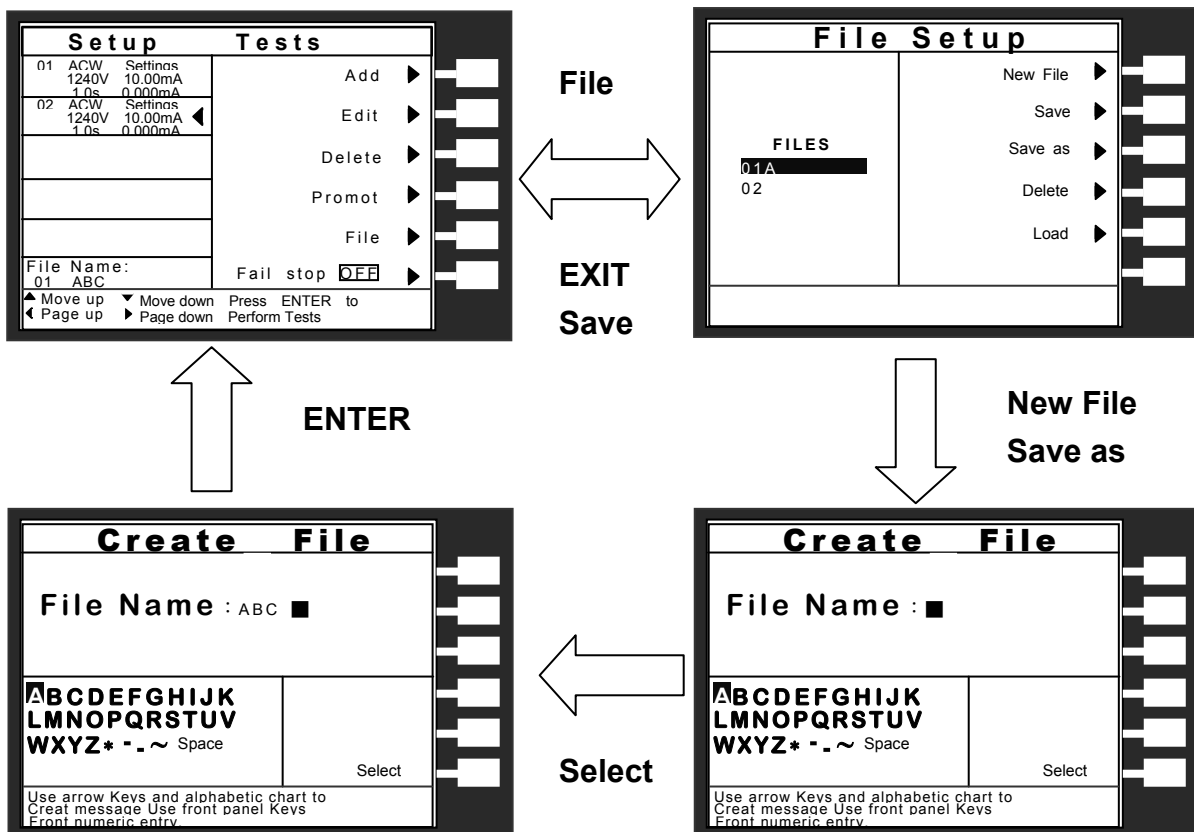 Setup Tests
01 ACW Settings
1240V 10.00mA
1.0s 0.000mA
02 ACW Settings
1240V 10.00mA
1.0s 0.000mA
Add
Edit
Delete
Promot
File
Fail stop OFF
File Name:
01 ABC
Move up Move down Press ENTER to
Page up Page down Perform Tests
File
EXIT
Save
File Setup
FILES
01A
02
New File
Save
Save as
Delete
Load
ENTER
New File
Save as
Create File
File Name : ABC
ABCDEFGHIJK
LMNOPQRSTUV
WXYZ* - _ ~ Space
Select
Use arrow Keys and alphabetic chart to
Creat message Use front panel Keys
Front numeric entry.
Select
Create File
File Name :
ABCDEFGHIJK
LMNOPQRSTUV
WXYZ* - _ ~ Space
Select
Use arrow Keys and alphabetic chart to
Creat message Use front panel Keys
Front numeric entry.